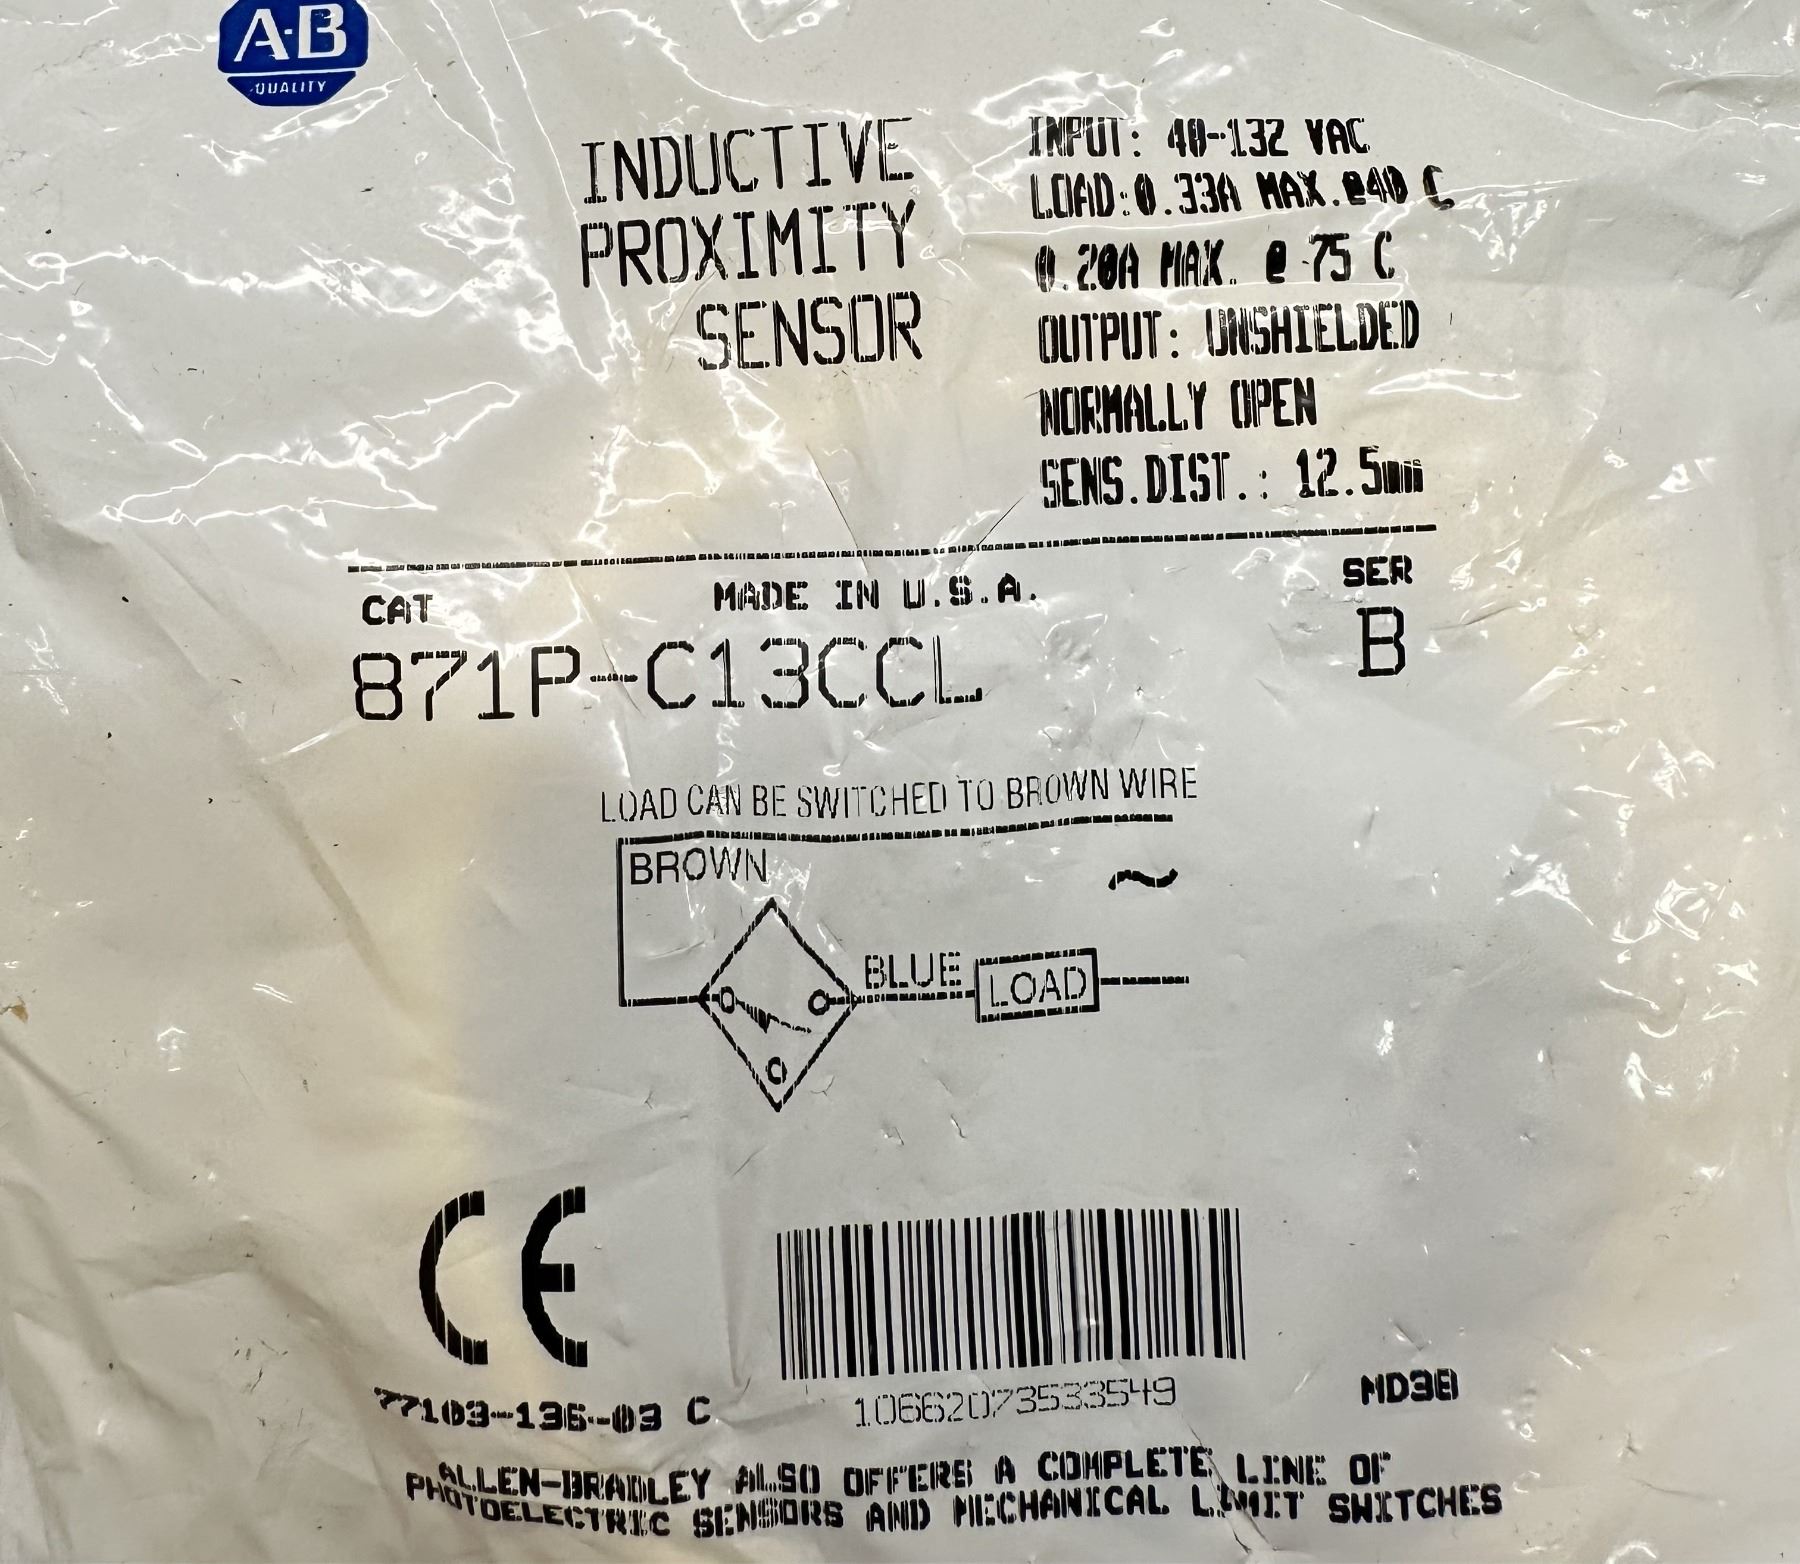 A·B
QUALITY
INDUCTIVE
PROXIMITY
SENSOR
INPUT: 40-132 VAC
LOAD:0.33A MAX.@40 C
0.20A MAX. @ 75 C
OUTPUT: UNSHIELDED
NORMALLY OPEN
SENS.DIST.: 12.5mm
CAT
MADE IN U.S.A.
SER
871P-C13CCL
B
LOAD CAN BE SWITCHED TO BROWN WIRE
BROWN
~
BLUE
LOAD
CE
77103-136-03 C
10662073533549
MD38
ALLEN-BRADLEY ALSO OFFERS A COMPLETE LINE OF
PHOTOELECTRIC SENSORS AND MECHANICAL LIMIT SWITCHES